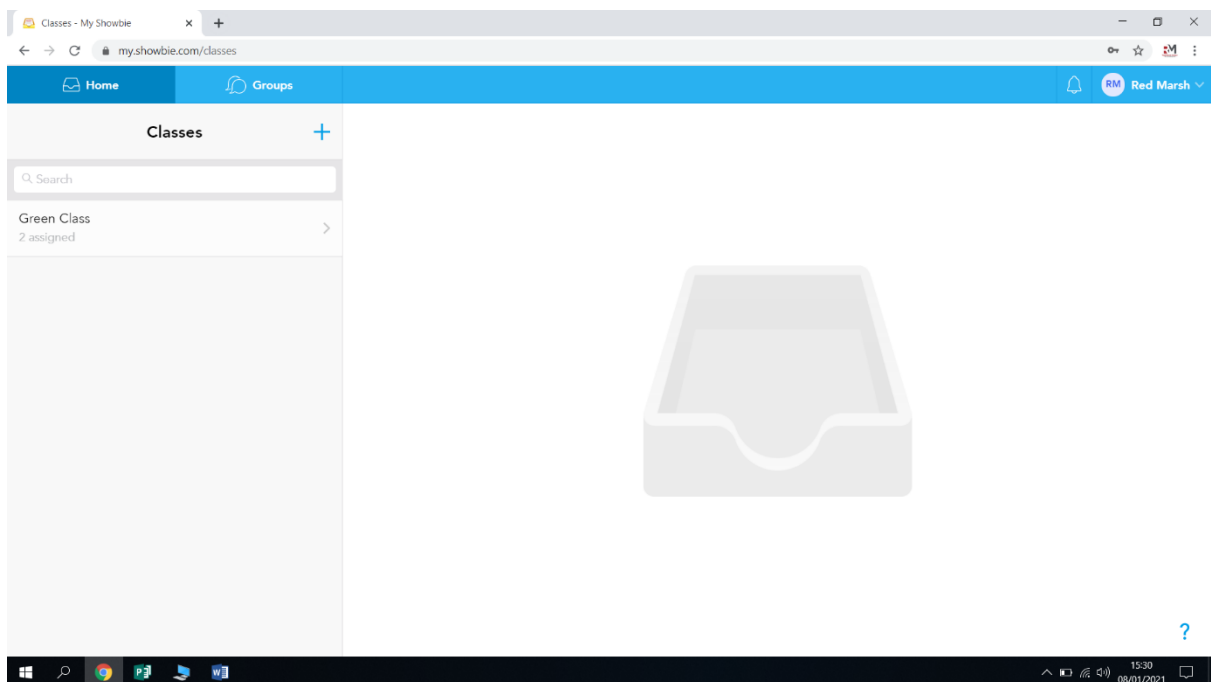 Classes - My Showbie
my.showbie.com/classes
Home
Groups
RM Red Marsh
Classes
Search
Green Class
2 assigned
?
15:30
08/01/2021